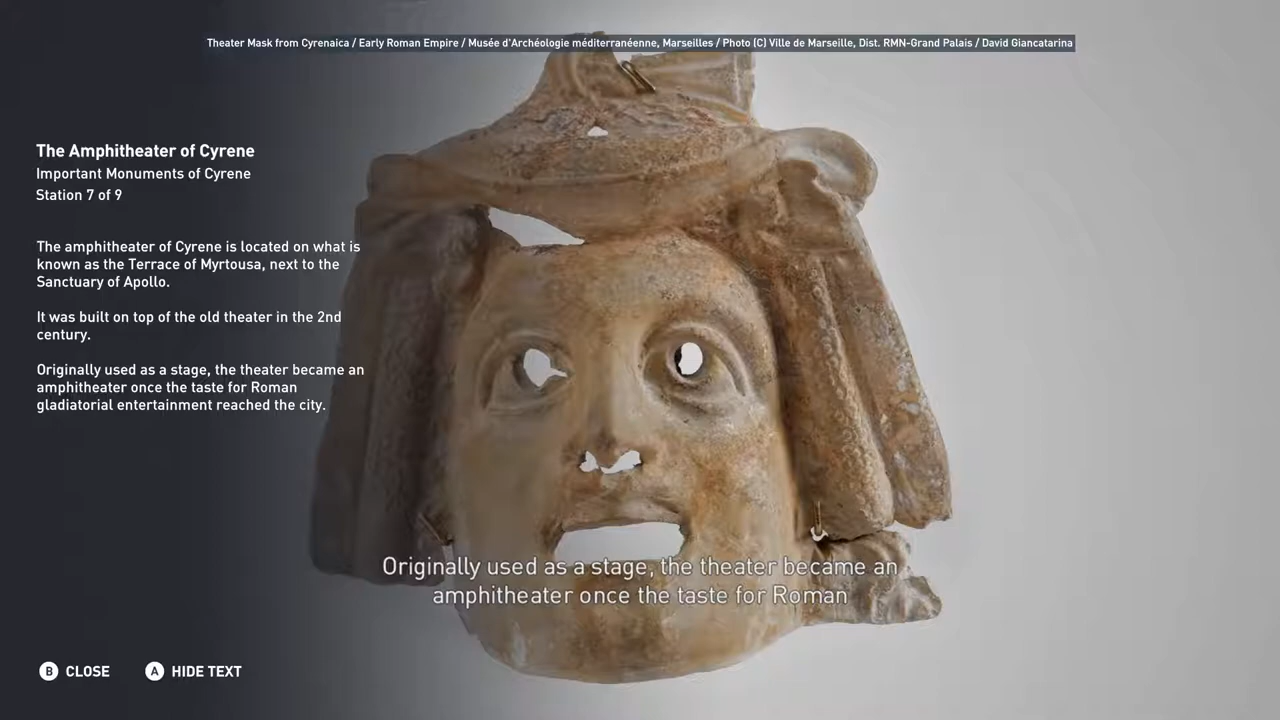 Theater Mask from Cyrenaica / Early Roman Empire / Musée d'Archéologie méditerranéenne, Marseilles / Photo (C) Ville de Marseille, Dist. RMN-Grand Palais / David Giancatarina
The Amphitheater of Cyrene
Important Monuments of Cyrene
Station 7 of 9
The amphitheater of Cyrene is located on what is
known as the Terrace of Myrtousa, next to the
Sanctuary of Apollo.
It was built on top of the old theater in the 2nd
century.
Originally used as a stage, the theater became an
amphitheater once the taste for Roman
gladiatorial entertainment reached the city.
Originally used as a stage, the theater became an
amphitheater once the taste for Roman
B CLOSE A HIDE TEXT